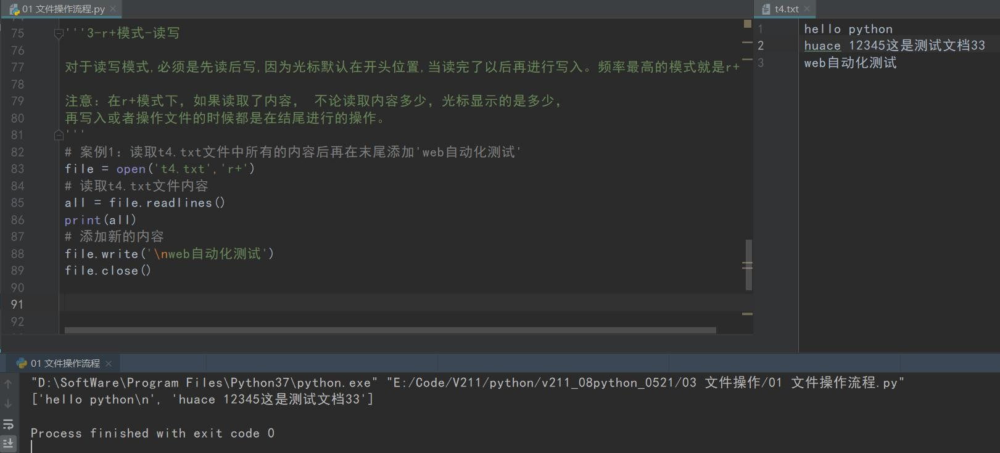 01 文件操作流程.py
75 '''3-r+模式-读写
76
77 对于读写模式,必须是先读后写,因为光标默认在开头位置,当读完了以后再进行写入。频率最高的模式就是r+
78
79 注意：在r+模式下，如果读取了内容， 不论读取内容多少，光标显示的是多少，
80 再写入或者操作文件的时候都是在结尾进行的操作。
81 '''
82 # 案例1：读取t4.txt文件中所有的内容后再在末尾添加'web自动化测试'
83 file = open('t4.txt','r+')
84 # 读取t4.txt文件内容
85 all = file.readlines()
86 print(all)
87 # 添加新的内容
88 file.write('\nweb自动化测试')
89 file.close()
90
91
92
t4.txt
1 hello python
2 huace 12345这是测试文档33
3 web自动化测试
01 文件操作流程
"D:\SoftWare\Program Files\Python37\python.exe" "E:/Code/V211/python/v211_08python_0521/03 文件操作/01 文件操作流程.py"
['hello python\n', 'huace 12345这是测试文档33']
Process finished with exit code 0